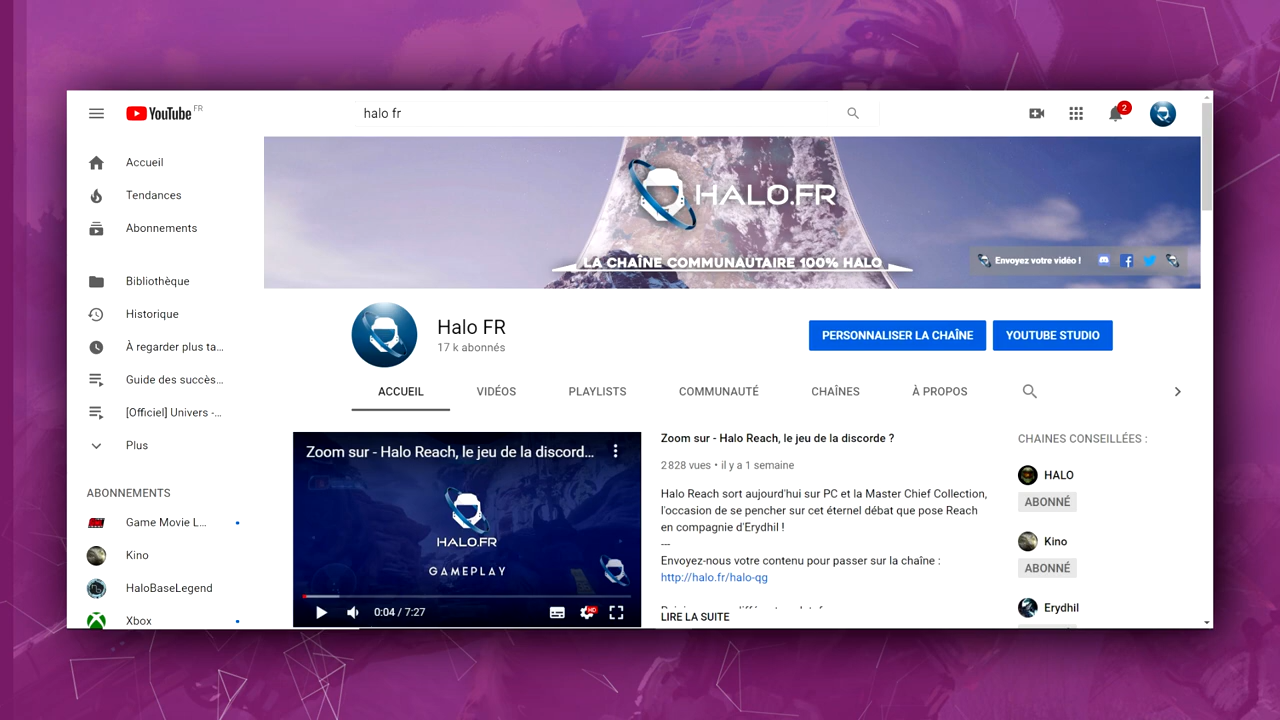 YouTube FR
halo fr
2
Accueil
Tendances
Abonnements
Bibliothèque
Historique
À regarder plus ta...
Guide des succès...
[Officiel] Univers -...
Plus
ABONNEMENTS
Game Movie L...
Kino
HaloBaseLegend
Xbox
HALO.FR
LA CHAÎNE COMMUNAUTAIRE 100% HALO
Envoyez votre vidéo !
Halo FR
17 k abonnés
PERSONNALISER LA CHAÎNE
YOUTUBE STUDIO
ACCUEIL
VIDÉOS
PLAYLISTS
COMMUNAUTÉ
CHAÎNES
À PROPOS
Zoom sur - Halo Reach, le jeu de la discord...
HALO.FR
GAMEPLAY
0:04 / 7:27
HD
Zoom sur - Halo Reach, le jeu de la discorde ?
2 828 vues • il y a 1 semaine
Halo Reach sort aujourd'hui sur PC et la Master Chief Collection,
l'occasion de se pencher sur cet éternel débat que pose Reach
en compagnie d'Erydhil !
---
Envoyez-nous votre contenu pour passer sur la chaîne :
http://halo.fr/halo-qg
LIRE LA SUITE
CHAINES CONSEILLÉES :
HALO
ABONNÉ
Kino
ABONNÉ
Erydhil